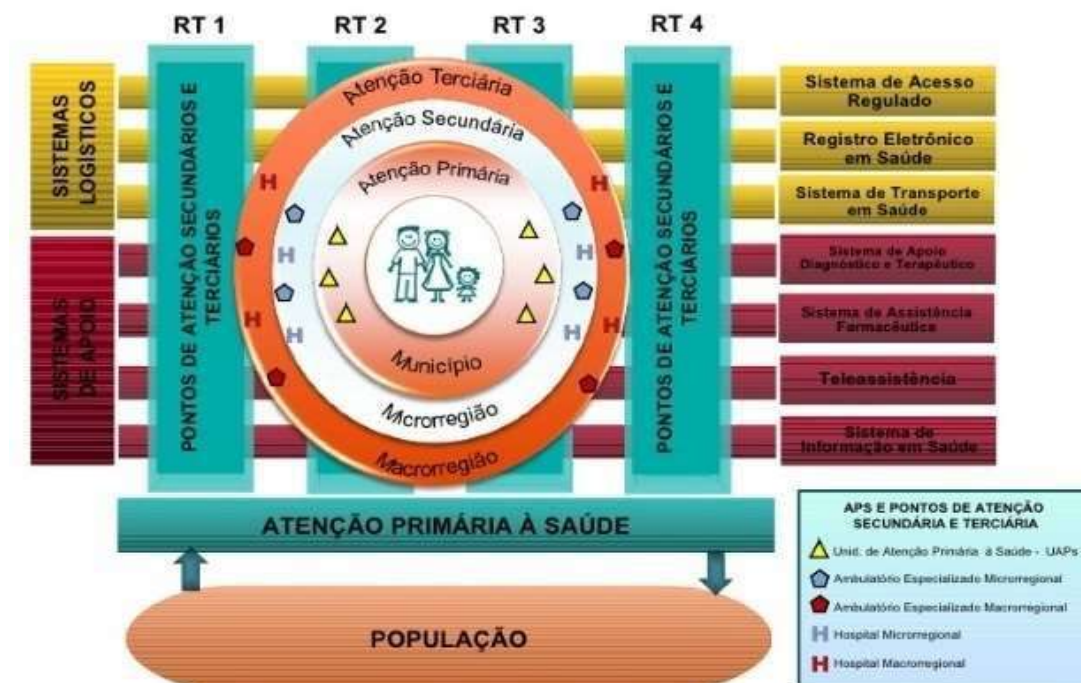 RT 1
RT 2
RT 3
RT 4
SISTEMAS
LOGÍSTICOS
SISTEMAS
DE APOIO
PONTOS DE ATENÇÃO SECUNDÁRIOS E
TERCIÁRIOS
Atenção Terciária
Atenção Secundária
Atenção Primária
Município
Microrregião
Macrorregião
H
H
H
H
H
H
H
H
PONTOS DE ATENÇÃO SECUNDÁRIOS E
TERCIÁRIOS
Sistema de Acesso
Regulado
Registro Eletrônico
em Saúde
Sistema de Transporte
em Saúde
Sistema de Apoio
Diagnóstico e Terapêutico
Sistema de Assistência
Farmacêutica
Teleassistência
Sistema de
Informação em Saúde
ATENÇÃO PRIMÁRIA À SAÚDE
POPULAÇÃO
APS E PONTOS DE ATENÇÃO
SECUNDÁRIA E TERCIÁRIA
Unid. de Atenção Primária à Saúde - UAPs
Ambulatório Especializado Microrregional
Ambulatório Especializado Macrorregional
H Hospital Microrregional
H Hospital Macrorregional